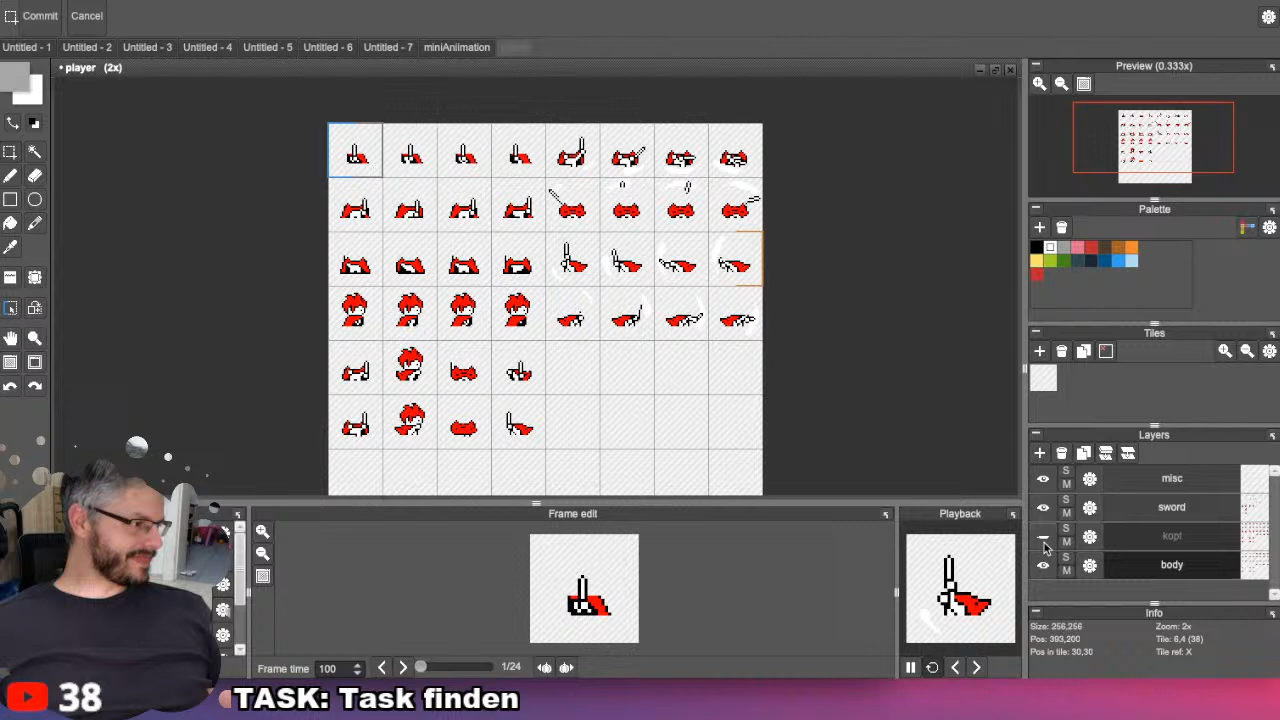 Commit Cancel
Untitled - 1 Untitled - 2 Untitled - 3 Untitled - 4 Untitled - 5 Untitled - 6 Untitled - 7 miniAniimation
• player (2x)
Preview (0.333x)
Palette
Tiles
Layers
S
M
misc
S
M
sword
S
M
kopf
S
M
body
Info
Size: 256,256
Zoom: 2x
Pos: 393,200
Tile: 6,4 (38)
Pos in tile: 30,30
Tile ref: X
Frame edit
Playback
Frame time 100
1/24
38
TASK: Task finden